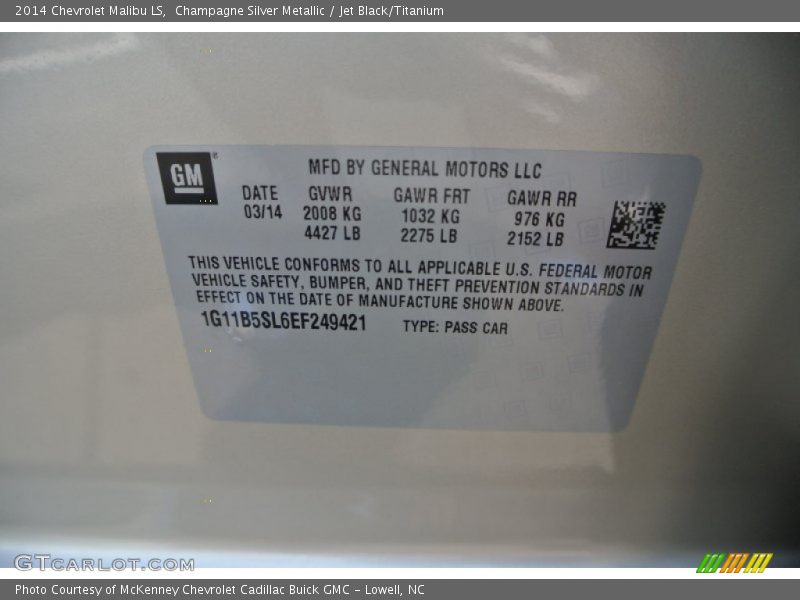 2014 Chevrolet Malibu LS,  Champagne Silver Metallic / Jet Black/Titanium
GM®
MFD BY GENERAL MOTORS LLC
DATE GVWR GAWR FRT GAWR RR
03/14 2008 KG 1032 KG 976 KG
4427 LB 2275 LB 2152 LB
THIS VEHICLE CONFORMS TO ALL APPLICABLE U.S. FEDERAL MOTOR
VEHICLE SAFETY, BUMPER, AND THEFT PREVENTION STANDARDS IN
EFFECT ON THE DATE OF MANUFACTURE SHOWN ABOVE.
1G11B5SL6EF249421 TYPE: PASS CAR
GTCARLOT.COM
Photo Courtesy of McKenney Chevrolet Cadillac Buick GMC - Lowell, NC